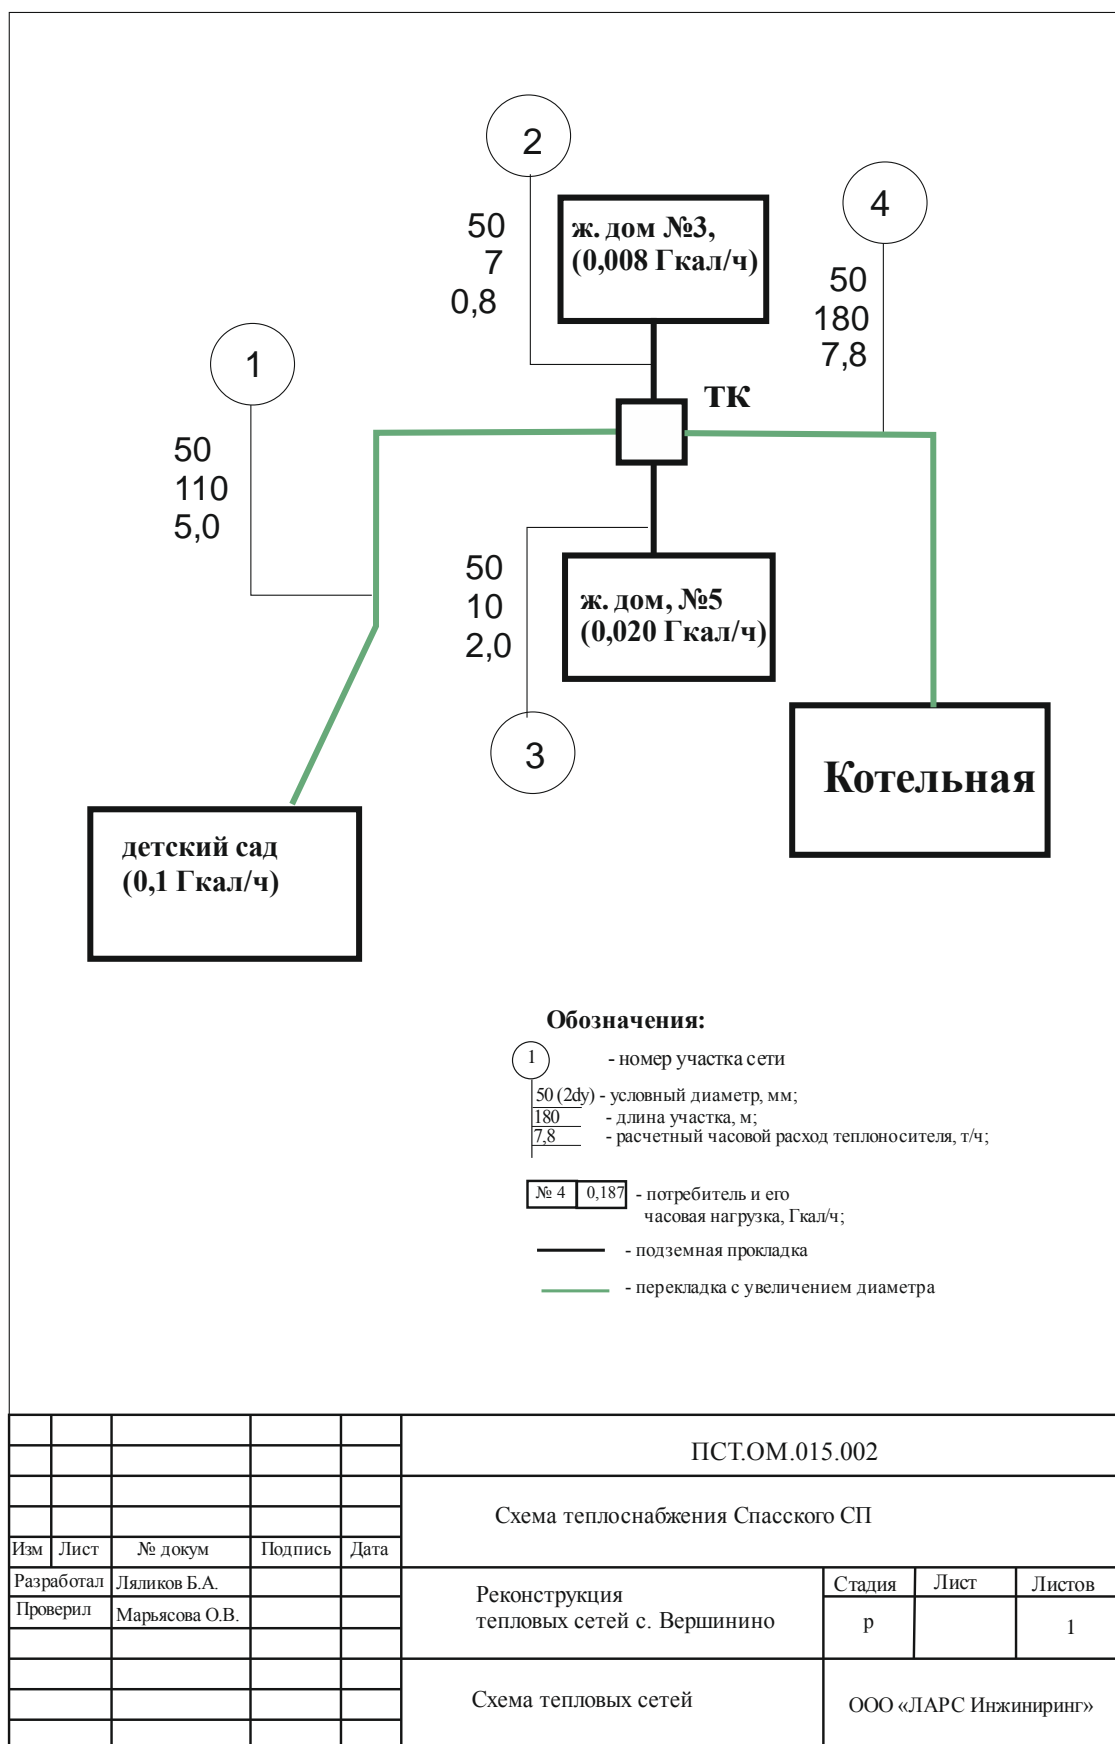 2
50
7
0,8
ж. дом №3,
(0,008 Гкал/ч)
4
50
180
7,8
1
50
110
5,0
ТК
50
10
2,0
ж. дом, №5
(0,020 Гкал/ч)
3
Котельная
детский сад
(0,1 Гкал/ч)
Обозначения:
1 - номер участка сети
50 (2dy) - условный диаметр, мм;
180 - длина участка, м;
7,8 - расчетный часовой расход теплоносителя, т/ч;
№ 4 0,187 - потребитель и его
часовая нагрузка, Гкал/ч;
- подземная прокладка
- перекладка с увеличением диаметра
ПСТ.ОМ.015.002
Схема теплоснабжения Спасского СП
Изм Лист № докум Подпись Дата
Разработал Ляликов Б.А.
Проверил Марьясова О.В.
Реконструкция
тепловых сетей с. Вершинино
Стадия Лист Листов
р 1
Схема тепловых сетей
ООО «ЛАРС Инжиниринг»